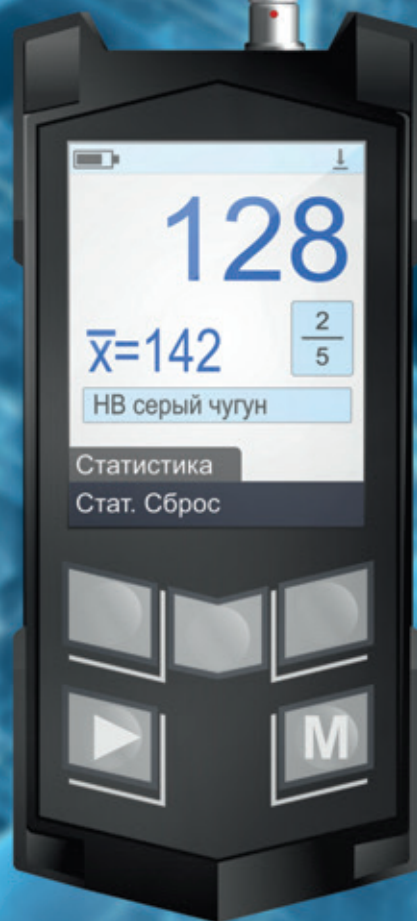 128
x̅=142
2
5
НВ серый чугун
Статистика
Стат. Сброс
M